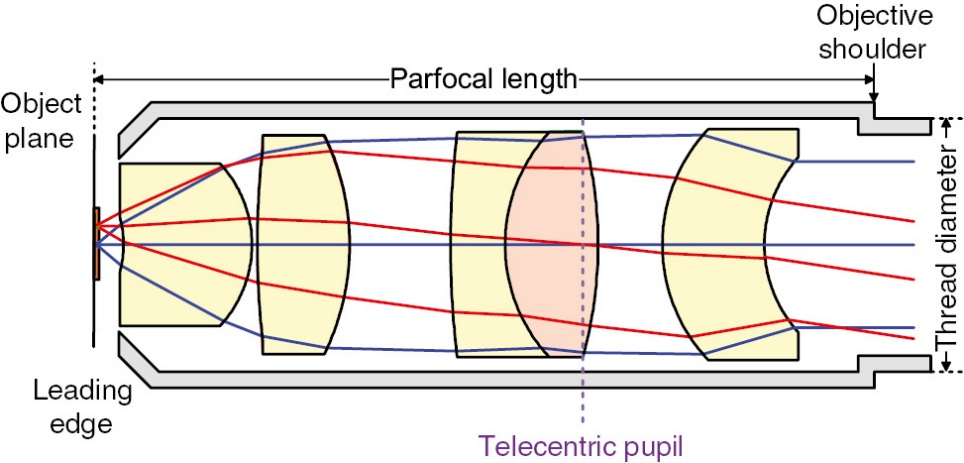 Objective
shoulder
Parfocal length
Object
plane
Thread diameter
Leading
edge
Telecentric pupil